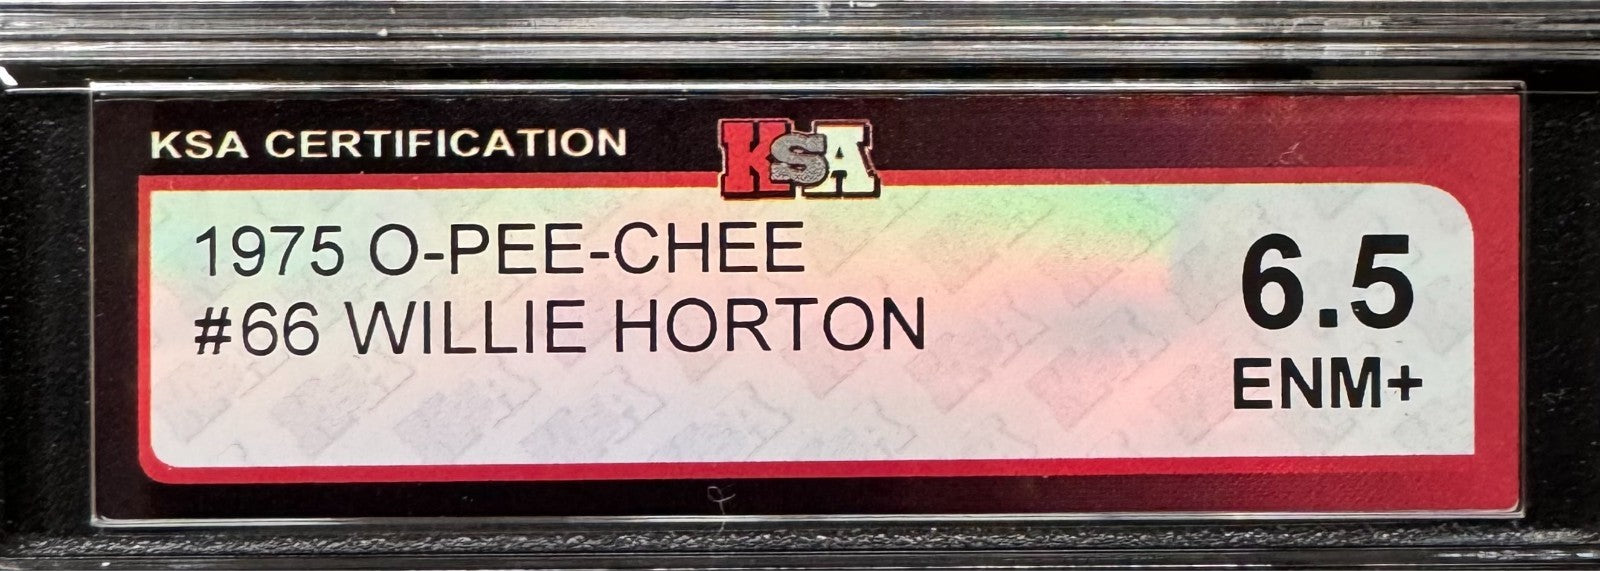 KSA CERTIFICATION
KSA
1975 O-PEE-CHEE
#66 WILLIE HORTON
6.5
ENM+